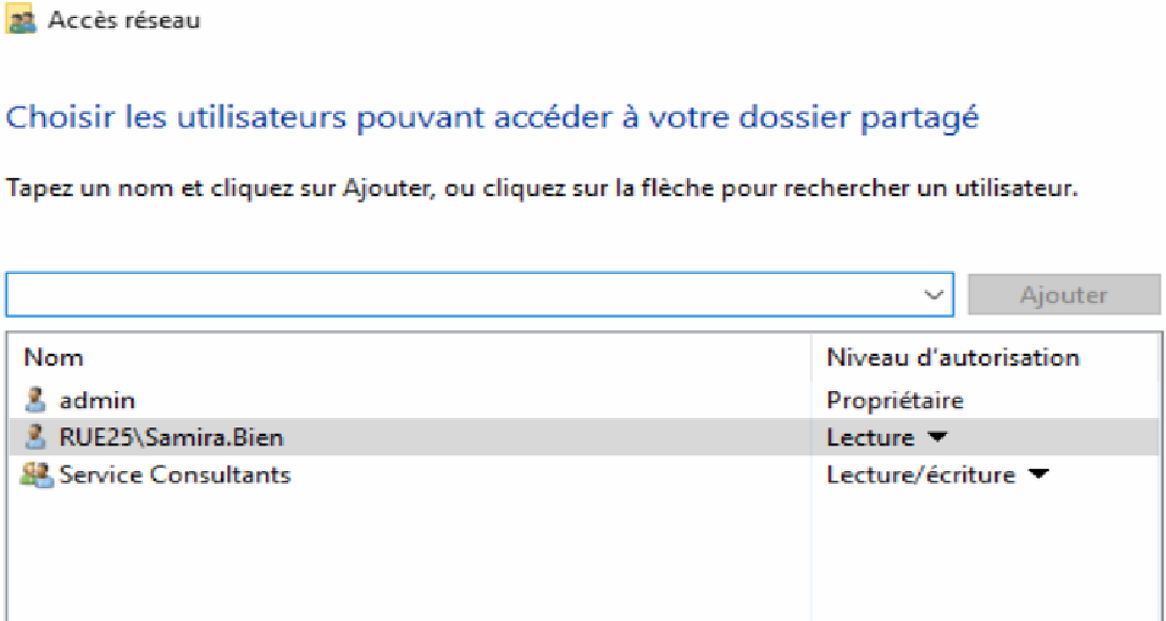 Accès réseau
Choisir les utilisateurs pouvant accéder à votre dossier partagé
Tapez un nom et cliquez sur Ajouter, ou cliquez sur la flèche pour rechercher un utilisateur.
Ajouter
Nom Niveau d'autorisation
admin Propriétaire
RUE25\Samira.Bien Lecture
Service Consultants Lecture/écriture